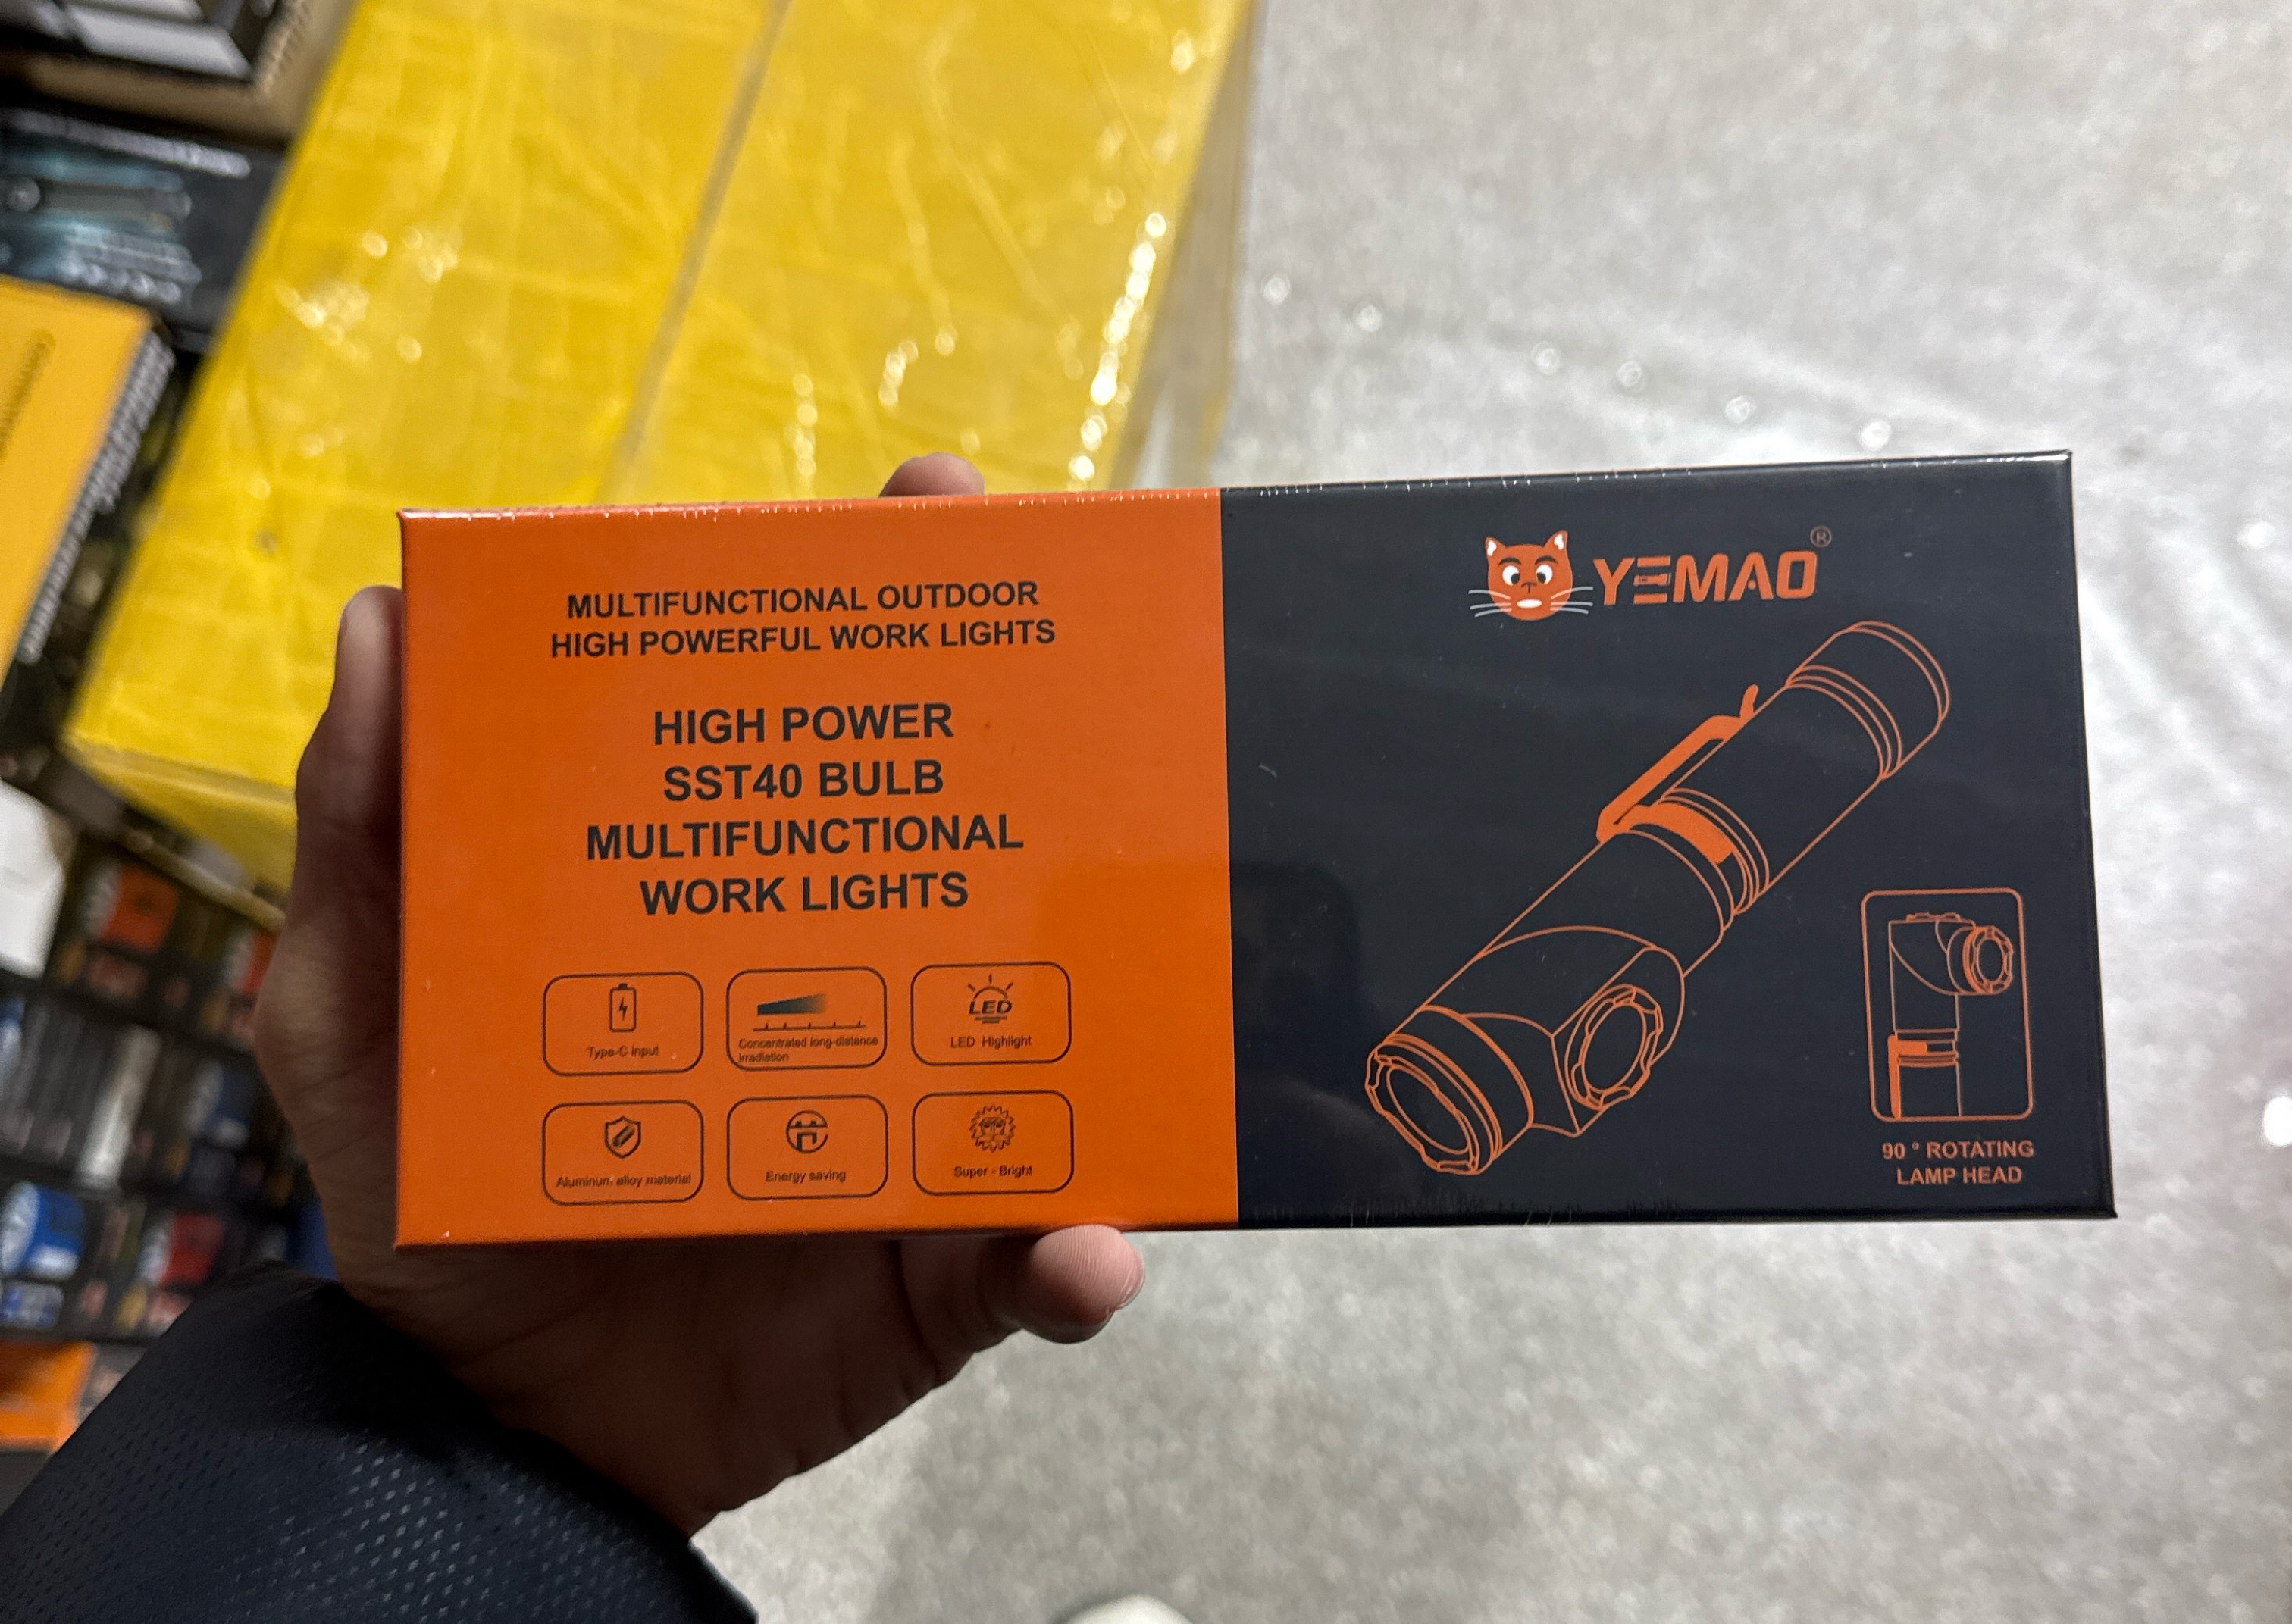 MULTIFUNCTIONAL OUTDOOR
HIGH POWERFUL WORK LIGHTS
HIGH POWER
SST40 BULB
MULTIFUNCTIONAL
WORK LIGHTS
Type-C input
Concentrated long-distance
irradiation
LED
LED Highlight
Aluminum alloy material
Energy saving
Super - Bright
YEMAO®
90 ° ROTATING
LAMP HEAD